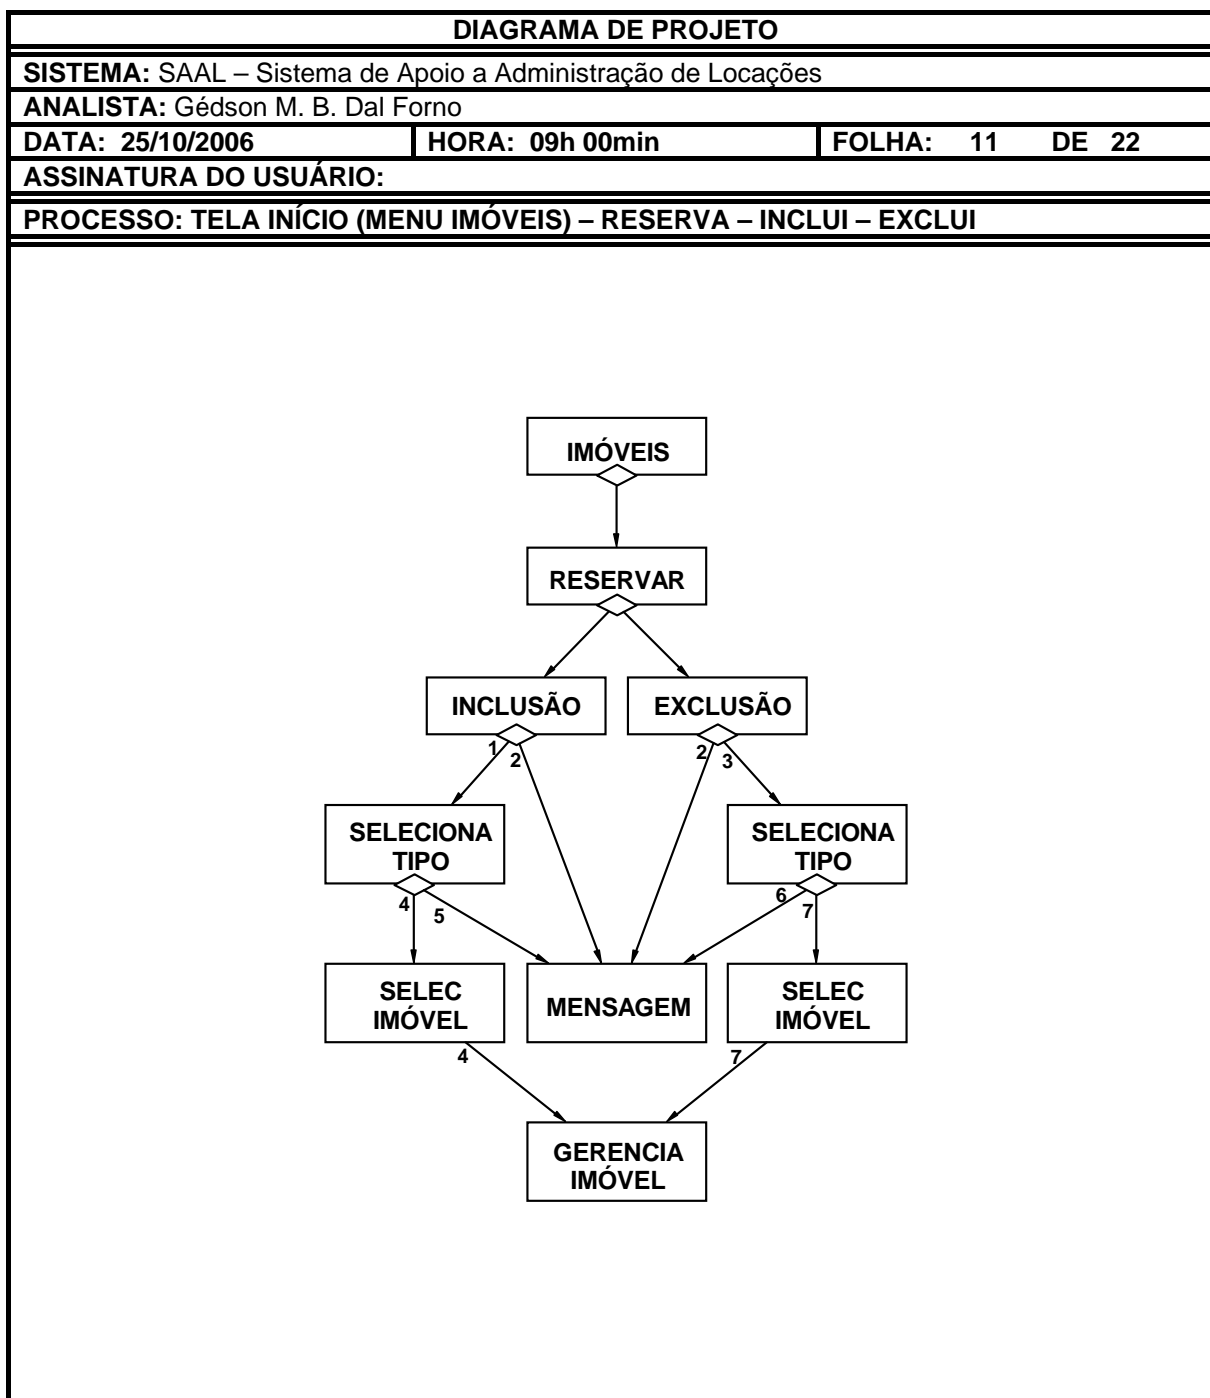 DIAGRAMA DE PROJETO
SISTEMA: SAAL – Sistema de Apoio a Administração de Locações
ANALISTA: Gédson M. B. Dal Forno
DATA: 25/10/2006 HORA: 09h 00min FOLHA: 11 DE 22
ASSINATURA DO USUÁRIO:
PROCESSO: TELA INÍCIO (MENU IMÓVEIS) – RESERVA – INCLUI – EXCLUI
IMÓVEIS
RESERVAR
INCLUSÃO EXCLUSÃO
1 2 2 3
SELECIONA SELECIONA
TIPO TIPO
4 5 6 7
SELEC MENSAGEM SELEC
IMÓVEL IMÓVEL
4 7
GERENCIA
IMÓVEL